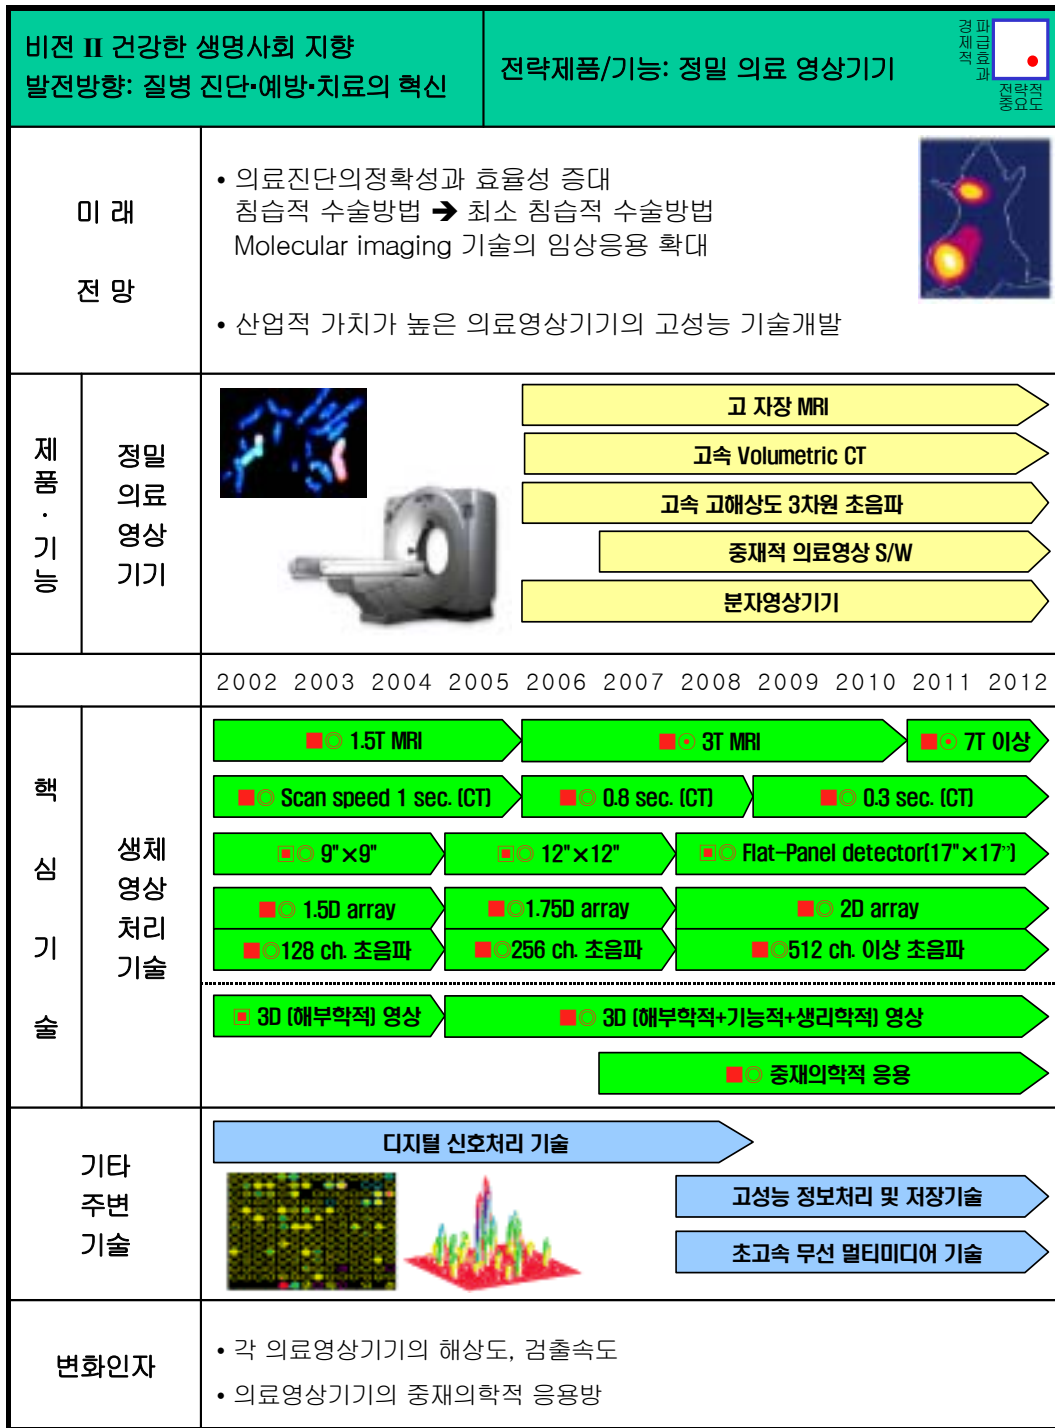 비전 II 건강한 생명사회 지향
발전방향: 질병 진단·예방·치료의 혁신
전략제품/기능: 정밀 의료 영상기기
경제적
파급효과
전략적
중요도
미 래
전 망
• 의료진단의정확성과 효율성 증대
침습적 수술방법 ➔ 최소 침습적 수술방법
Molecular imaging 기술의 임상응용 확대
• 산업적 가치가 높은 의료영상기기의 고성능 기술개발
제품·기능
정밀
의료
영상
기기
고 자장 MRI
고속 Volumetric CT
고속 고해상도 3차원 초음파
중재적 의료영상 S/W
분자영상기기
2002 2003 2004 2005 2006 2007 2008 2009 2010 2011 2012
핵심기술
생체
영상
처리
기술
■◎ 1.5T MRI
■⊙ 3T MRI
■⊙ 7T 이상
■◎ Scan speed 1 sec. (CT)
■◎ 0.8 sec. (CT)
■◎ 0.3 sec. (CT)
▣◎ 9"×9"
▣◎ 12"×12"
▣◎ Flat-Panel detector(17"×17")
■◎ 1.5D array
■◎1.75D array
■◎ 2D array
■◎128 ch. 초음파
■◎256 ch. 초음파
■◎512 ch. 이상 초음파
▣ 3D (해부학적) 영상
■◎ 3D (해부학적+기능적+생리학적) 영상
■◎ 중재의학적 응용
기타
주변
기술
디지털 신호처리 기술
고성능 정보처리 및 저장기술
초고속 무선 멀티미디어 기술
변화인자
• 각 의료영상기기의 해상도, 검출속도
• 의료영상기기의 중재의학적 응용방